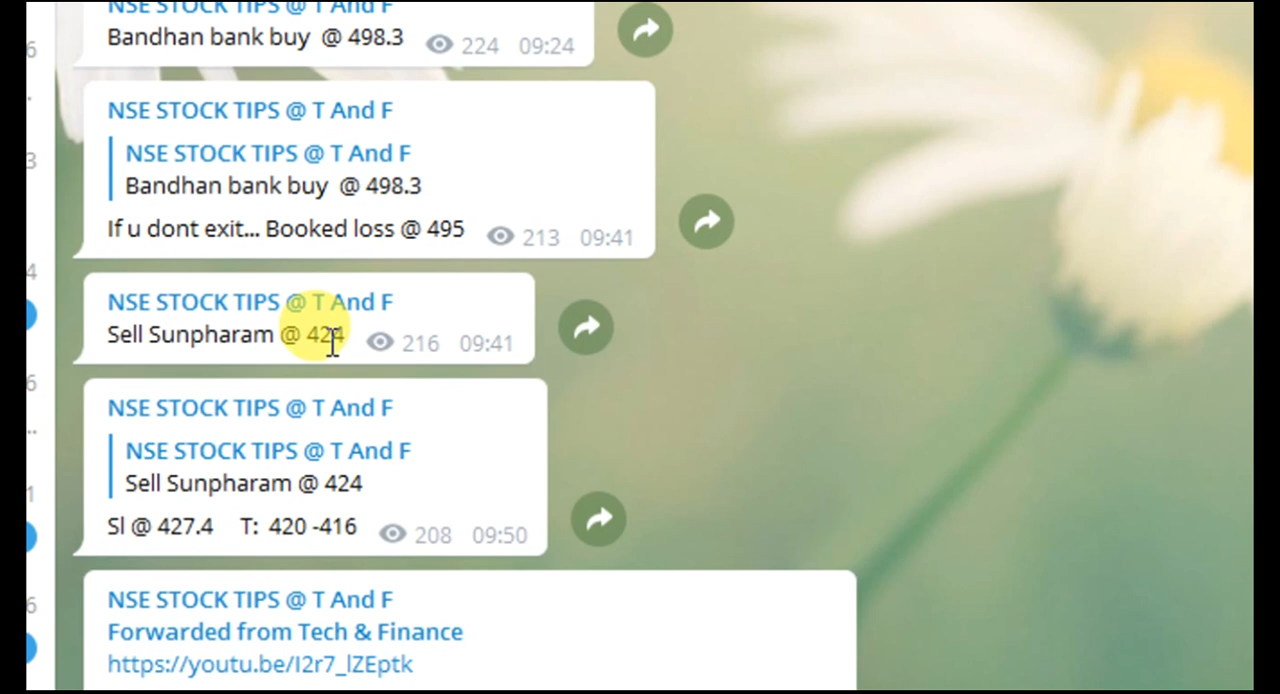 NSE STOCK TIPS @ T And F
Bandhan bank buy @ 498.3 224 09:24
NSE STOCK TIPS @ T And F
NSE STOCK TIPS @ T And F
Bandhan bank buy @ 498.3
If u dont exit... Booked loss @ 495 213 09:41
NSE STOCK TIPS @ T And F
Sell Sunpharam @ 424 216 09:41
NSE STOCK TIPS @ T And F
NSE STOCK TIPS @ T And F
Sell Sunpharam @ 424
Sl @ 427.4 T: 420 -416 208 09:50
NSE STOCK TIPS @ T And F
Forwarded from Tech & Finance
https://youtu.be/I2r7_lZEptk